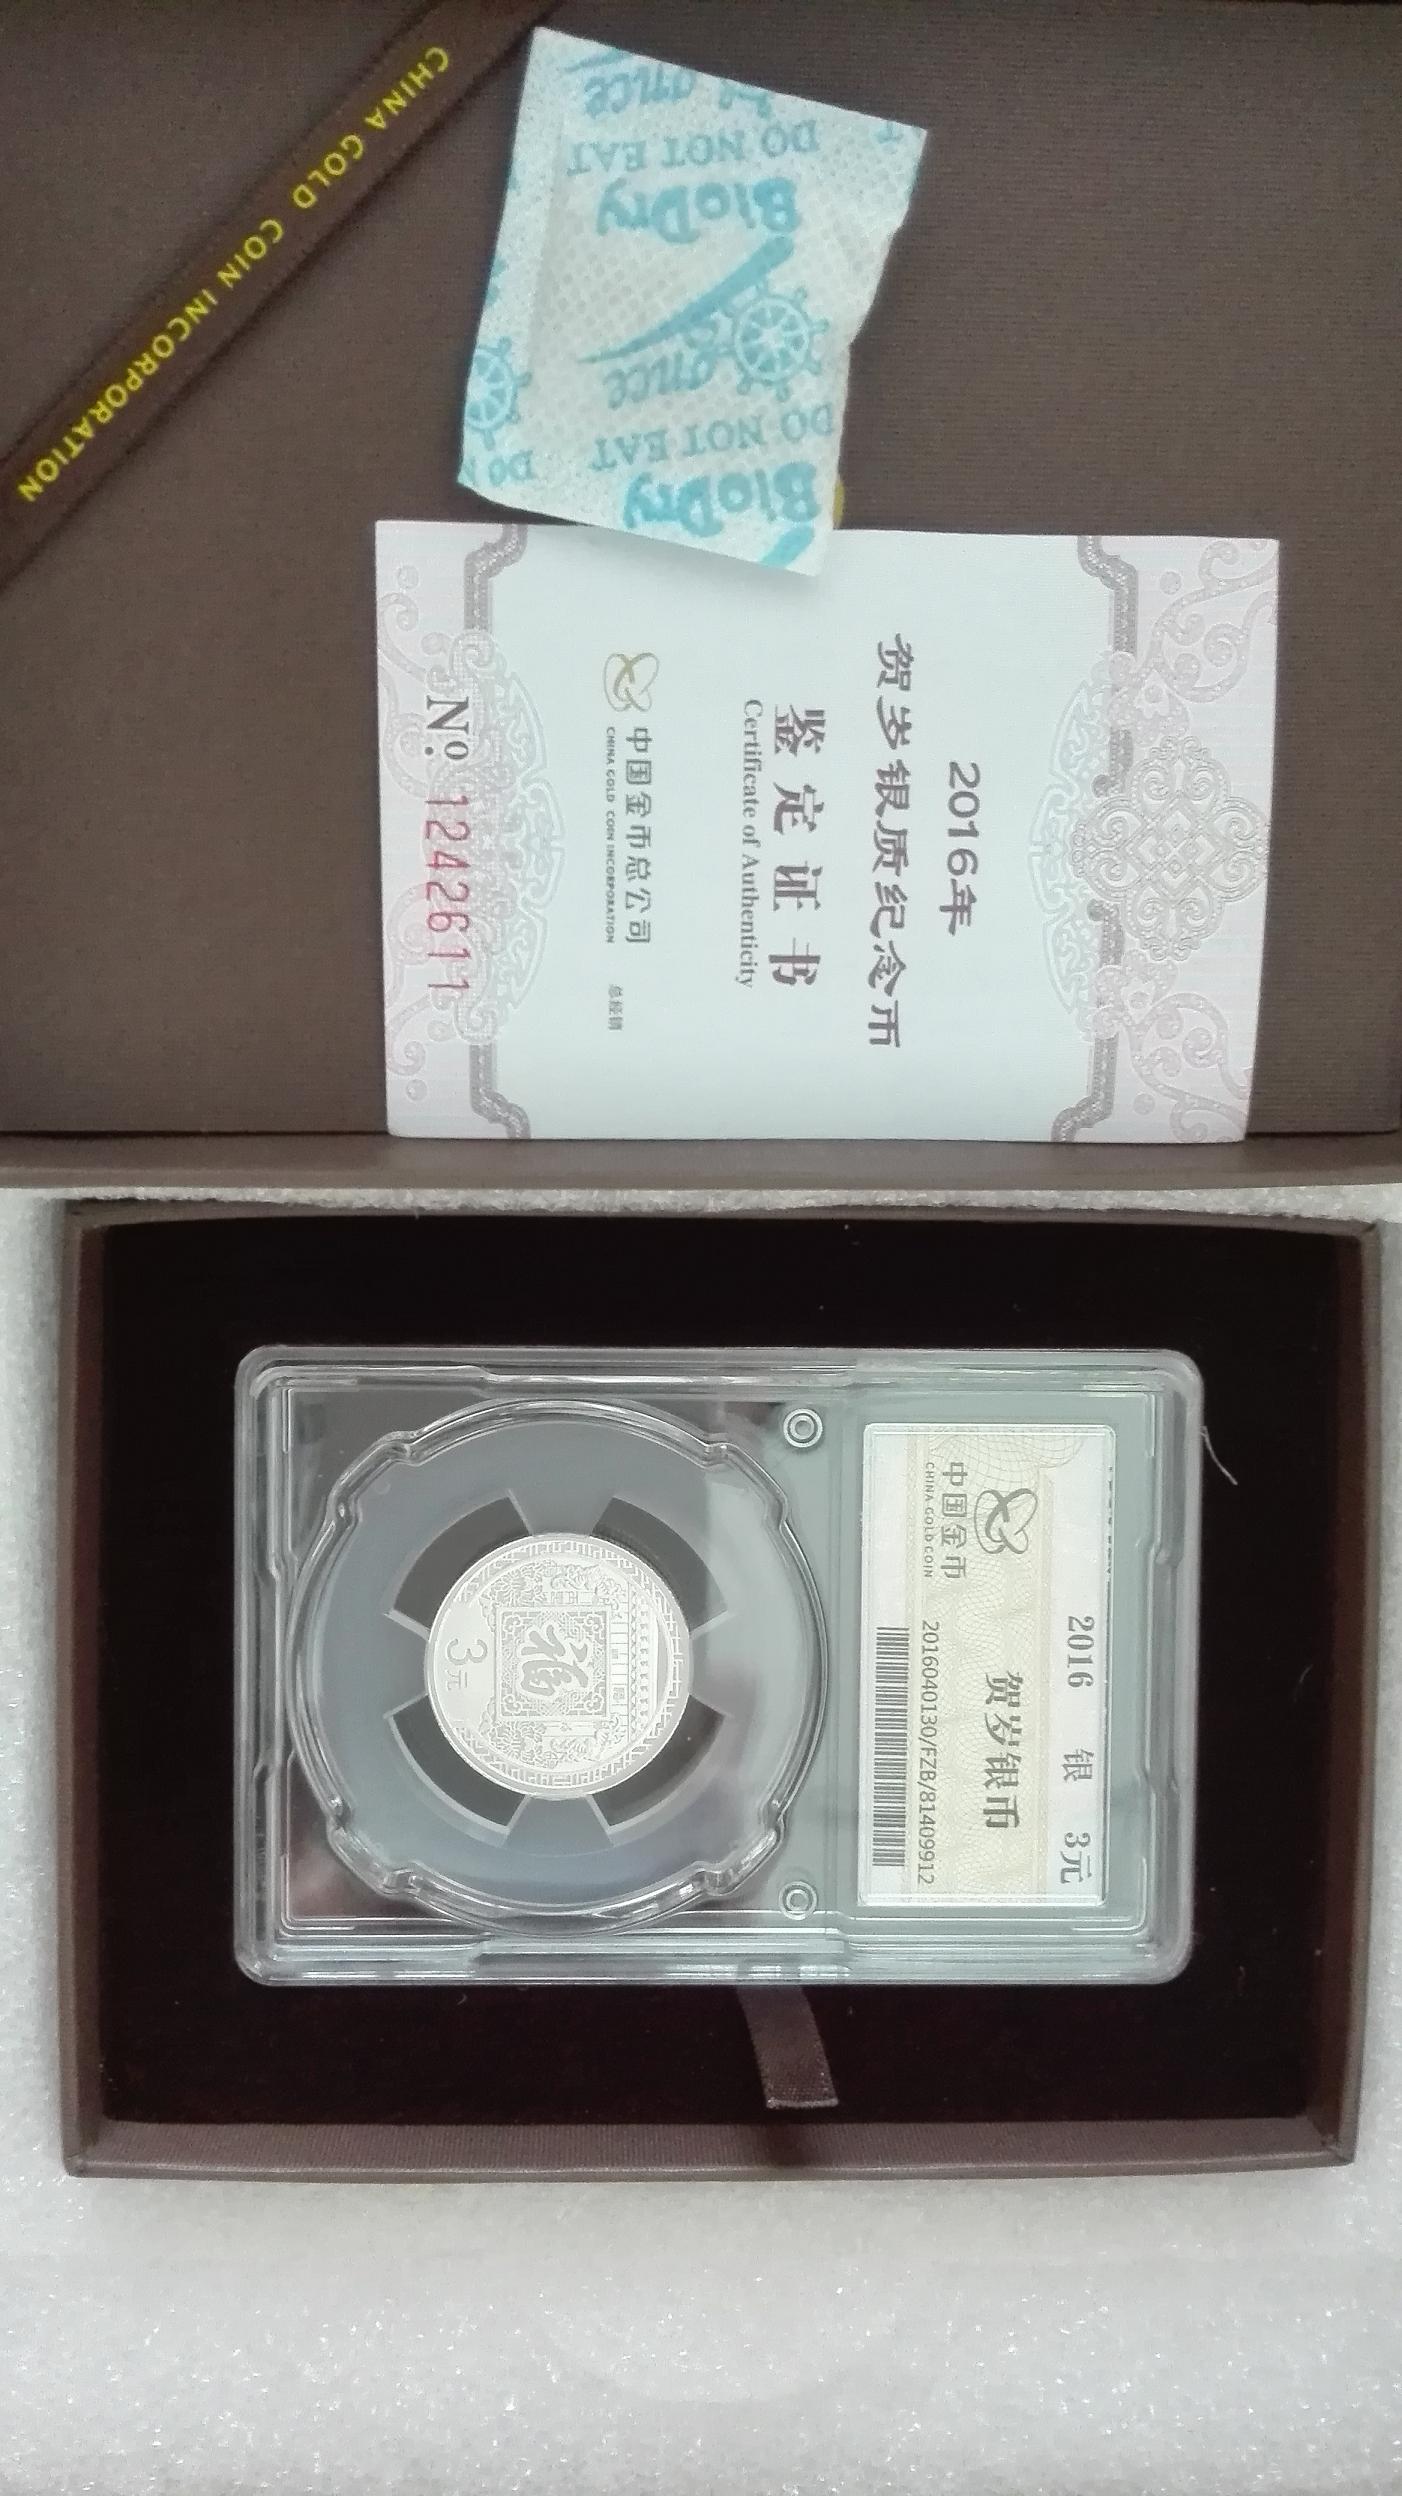 CHINA GOLD COIN INCORPORATION
DO NOT EAT
BioDry
DO NOT EAT
BioDry
2016年
贺岁银质纪念币
鉴定证书
Certificate of Authenticity
中国金币总公司
CHINA GOLD COIN INCORPORATION
总经销
Nº. 1242611
2016 银 3元
贺岁银币
中国金币
CHINA GOLD COIN
2016040130/FZB/81409912
福
3元